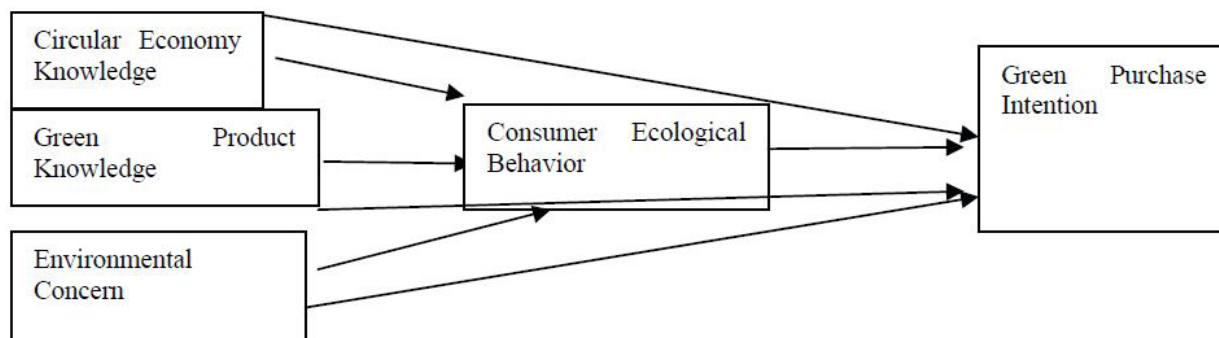 Circular Economy
Knowledge
Green Product
Knowledge
Environmental
Concern
Consumer Ecological
Behavior
Green Purchase
Intention